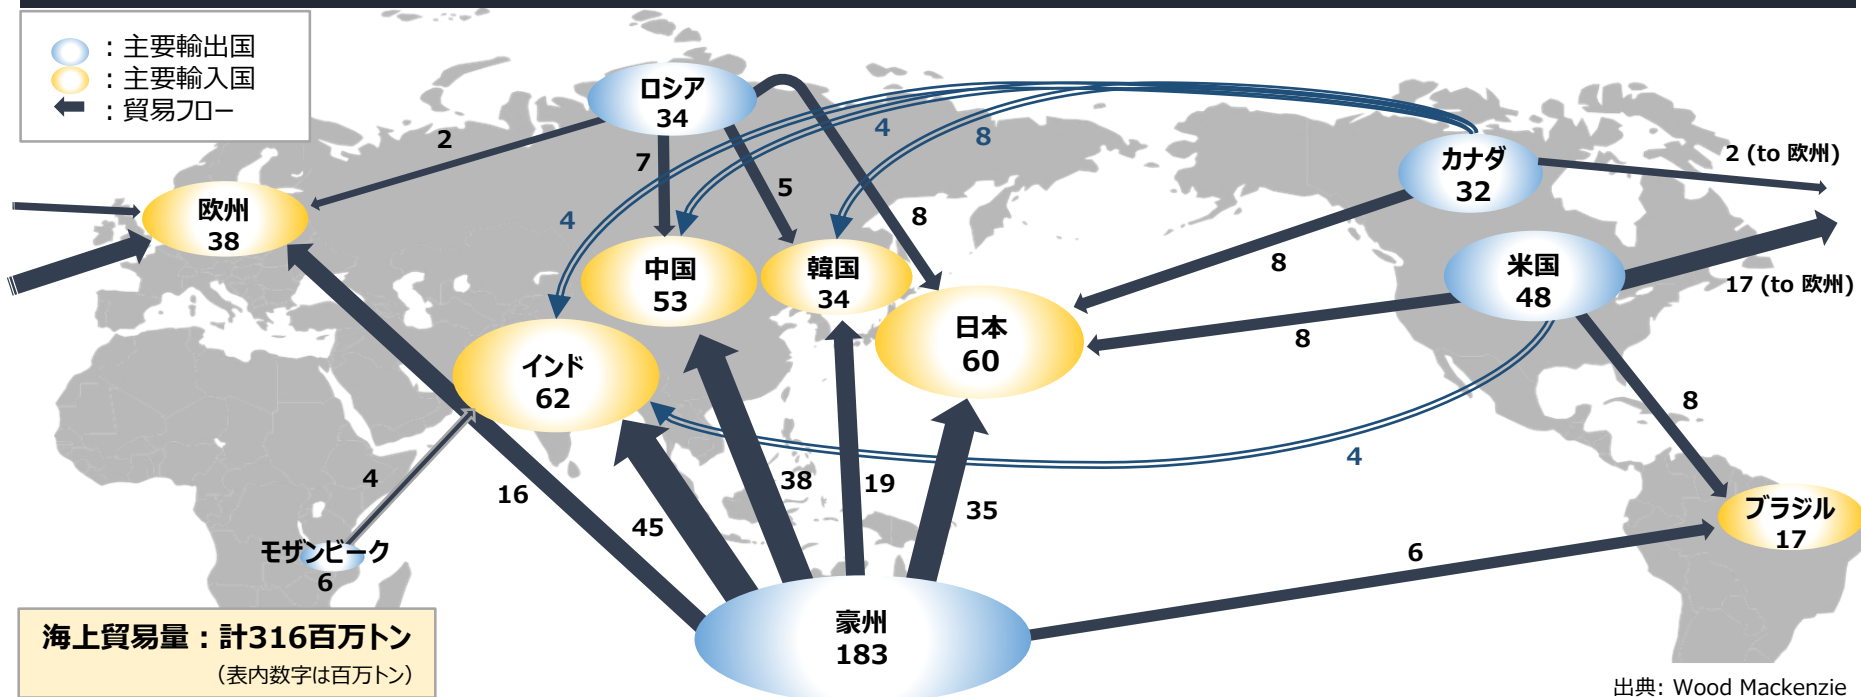 ：主要輸出国
：主要輸入国
：貿易フロー
ロシア
34
2
7
5
8
4
8
4
カナダ
32
2 (to 欧州)
欧州
38
中国
53
韓国
34
日本
60
8
米国
48
17 (to 欧州)
8
インド
62
8
4
4
16
45
38
19
35
モザンビーク
6
ブラジル
17
6
豪州
183
海上貿易量：計316百万トン
（表内数字は百万トン）
出典: Wood Mackenzie